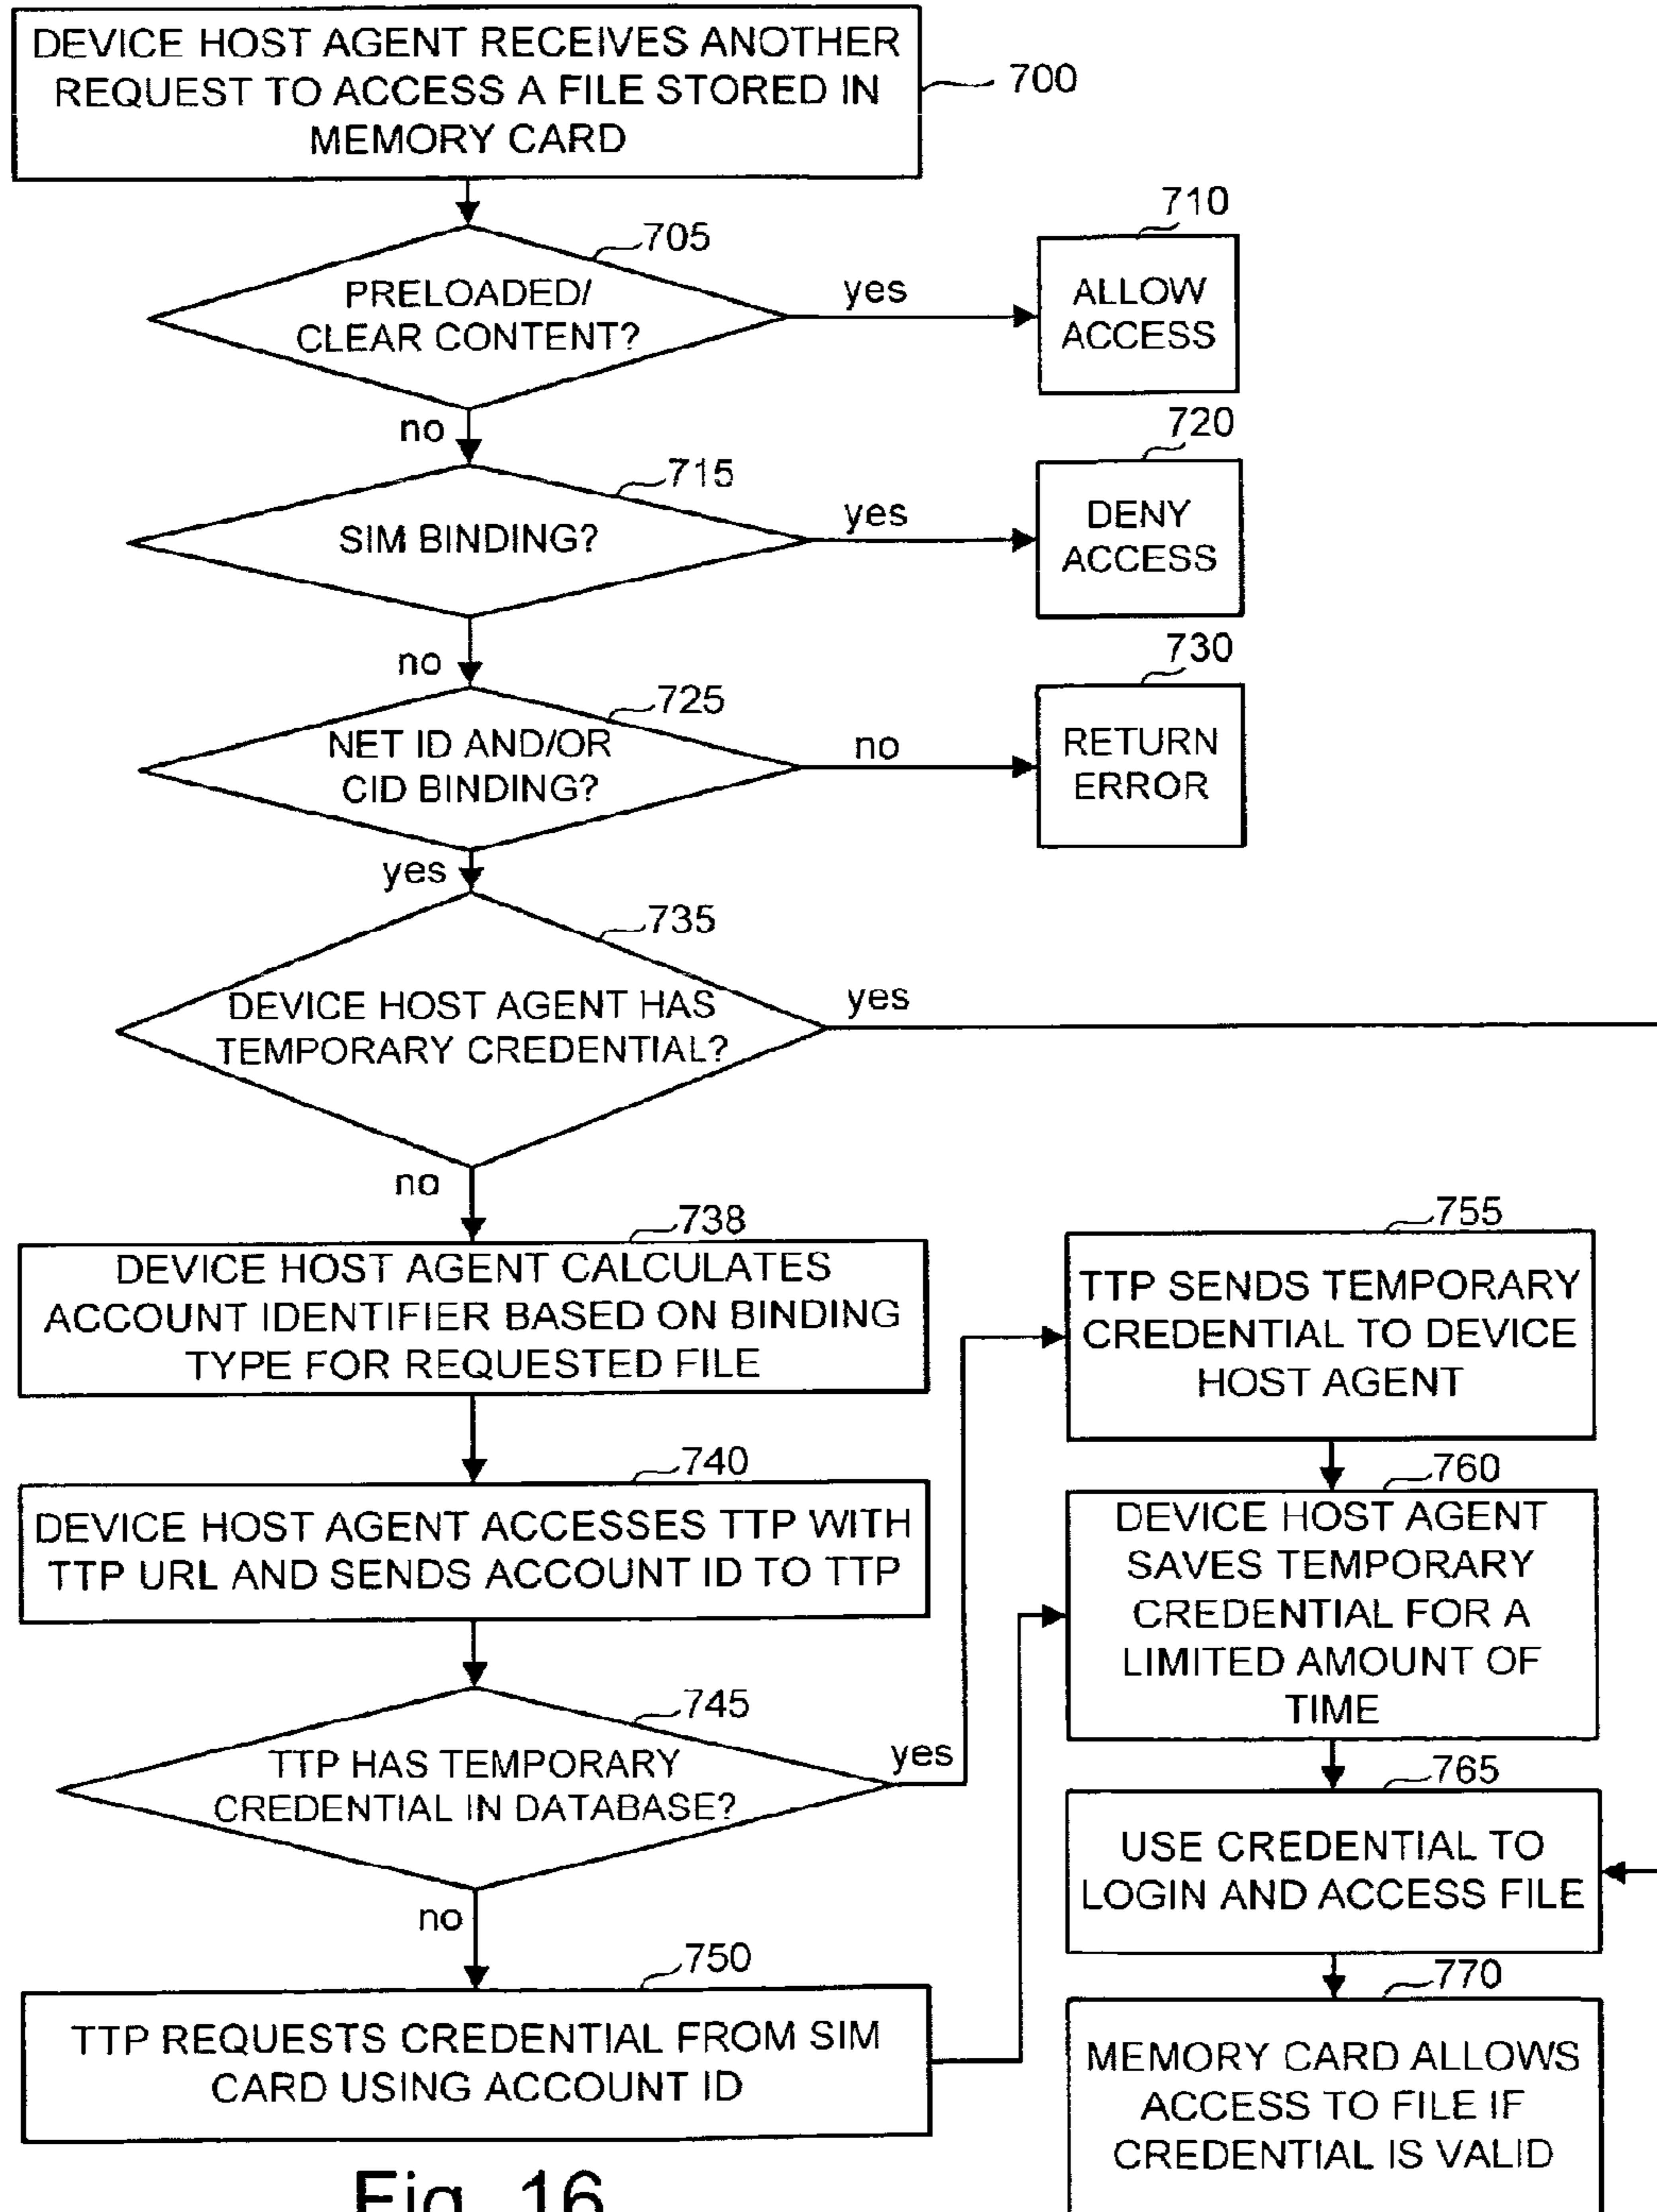 DEVICE HOST AGENT RECEIVES ANOTHER
REQUEST TO ACCESS A FILE STORED IN
MEMORY CARD
700
705
PRELOADED/
CLEAR CONTENT?
yes
710
ALLOW
ACCESS
no
715
SIM BINDING?
yes
720
DENY
ACCESS
no
725
NET ID AND/OR
CID BINDING?
no
730
RETURN
ERROR
yes
735
DEVICE HOST AGENT HAS
TEMPORARY CREDENTIAL?
yes
no
738
DEVICE HOST AGENT CALCULATES
ACCOUNT IDENTIFIER BASED ON BINDING
TYPE FOR REQUESTED FILE
740
DEVICE HOST AGENT ACCESSES TTP WITH
TTP URL AND SENDS ACCOUNT ID TO TTP
745
TTP HAS TEMPORARY
CREDENTIAL IN DATABASE?
yes
no
750
TTP REQUESTS CREDENTIAL FROM SIM
CARD USING ACCOUNT ID
755
TTP SENDS TEMPORARY
CREDENTIAL TO DEVICE
HOST AGENT
760
DEVICE HOST AGENT
SAVES TEMPORARY
CREDENTIAL FOR A
LIMITED AMOUNT OF
TIME
765
USE CREDENTIAL TO
LOGIN AND ACCESS FILE
770
MEMORY CARD ALLOWS
ACCESS TO FILE IF
CREDENTIAL IS VALID
Fig. 16